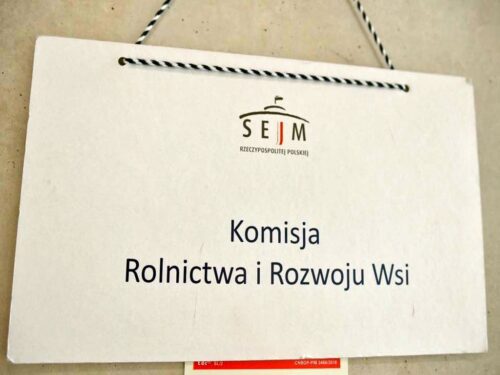 SEJM
RZECZYPOSPOLITEJ POLSKIEJ
Komisja
Rolnictwa i Rozwoju Wsi